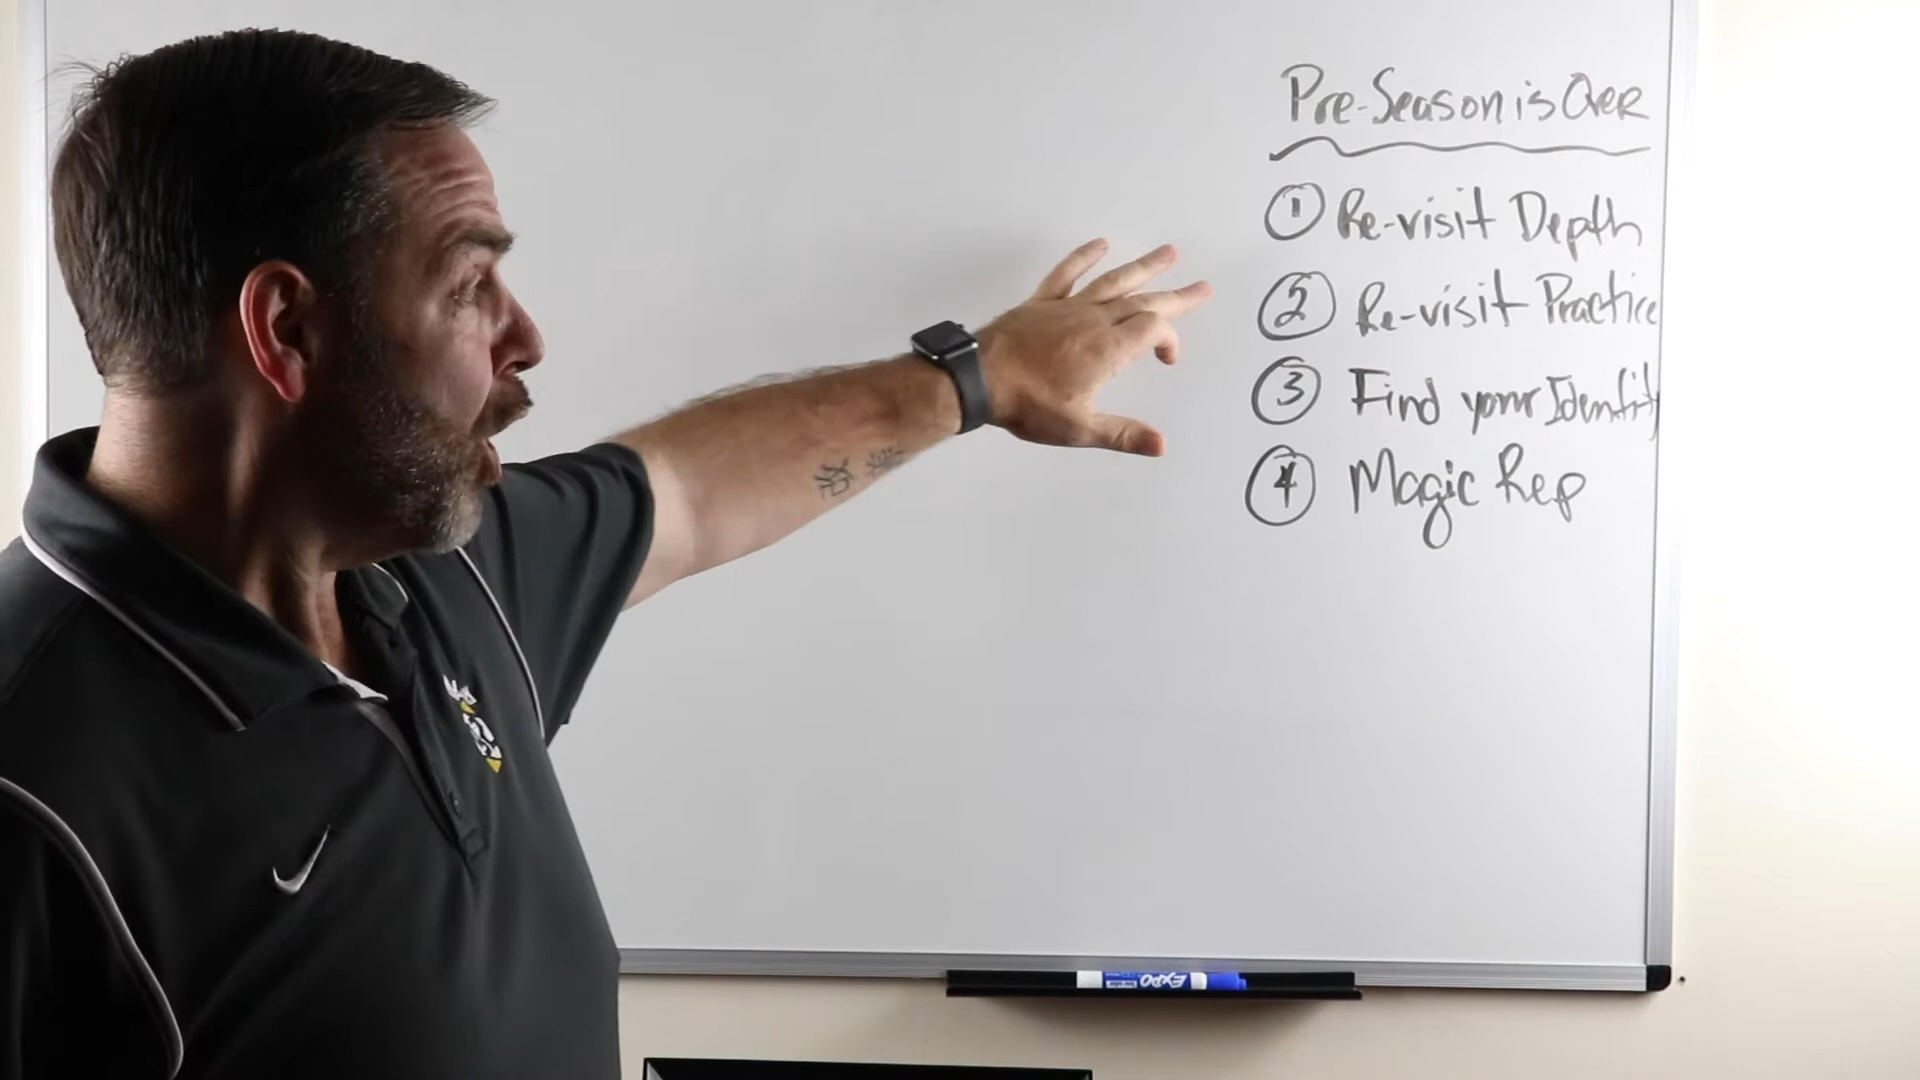 Pre-Season is Over
① Re-visit Depth
② Re-visit Practice
③ Find your Identity
④ Magic Rep
EXPO